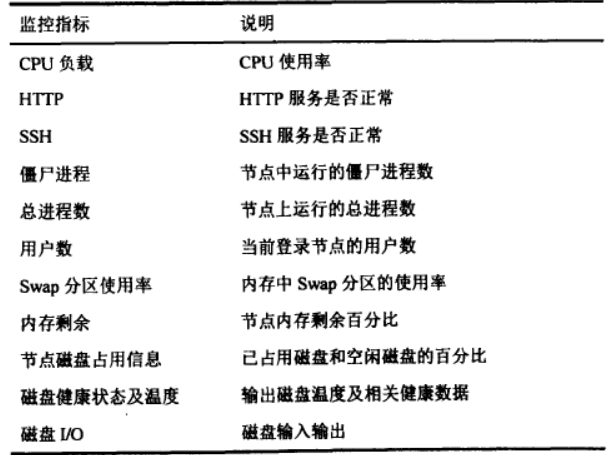 监控指标 说明
CPU 负载 CPU 使用率
HTTP HTTP 服务是否正常
SSH SSH 服务是否正常
僵尸进程 节点中运行的僵尸进程数
总进程数 节点上运行的总进程数
用户数 当前登录节点的用户数
Swap 分区使用率 内存中 Swap 分区的使用率
内存剩余 节点内存剩余百分比
节点磁盘占用信息 已占用磁盘和空闲磁盘的百分比
磁盘健康状态及温度 输出磁盘温度及相关健康数据
磁盘 I/O 磁盘输入输出